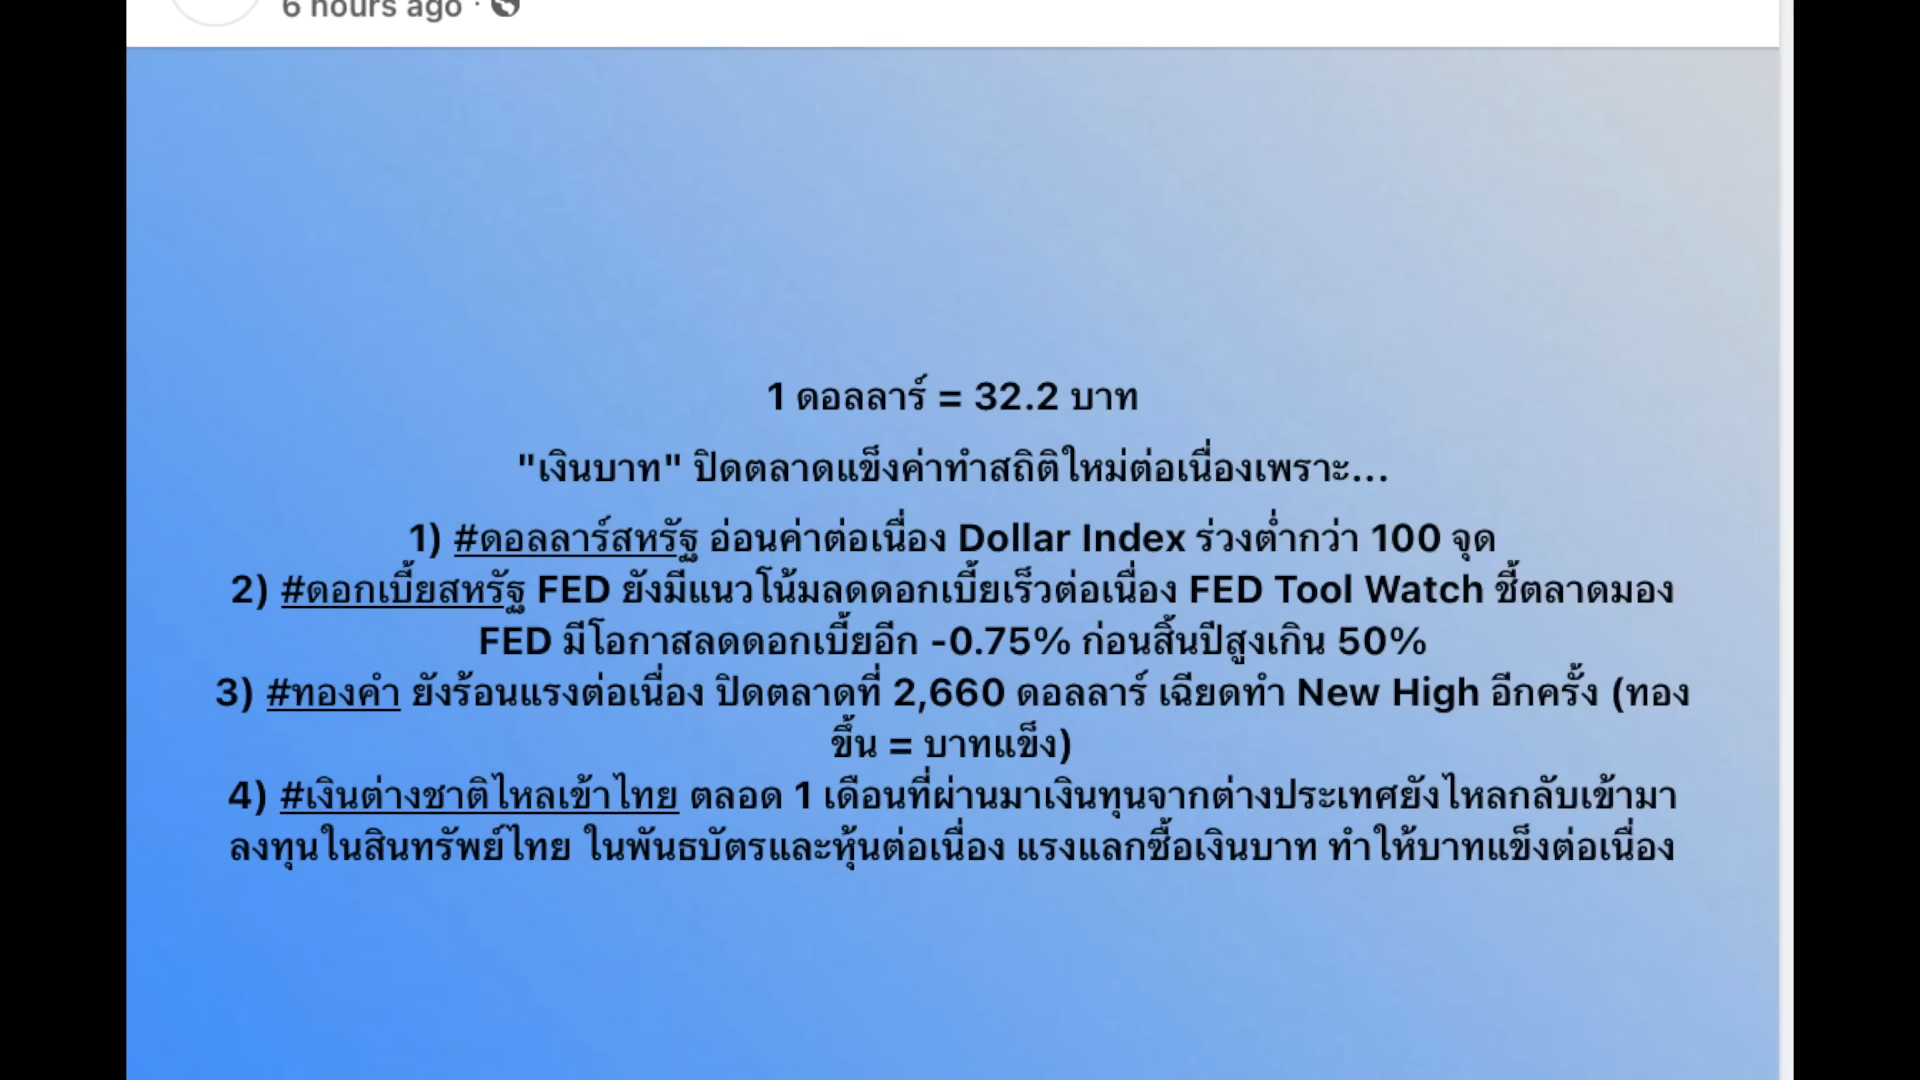 6 hours ago ·
1 ดอลลาร์ = 32.2 บาท
"เงินบาท" ปิดตลาดแข็งค่าทำสถิติใหม่ต่อเนื่องเพราะ...
1) #ดอลลาร์สหรัฐ อ่อนค่าต่อเนื่อง Dollar Index ร่วงต่ำกว่า 100 จุด
2) #ดอกเบี้ยสหรัฐ FED ยังมีแนวโน้มลดดอกเบี้ยเร็วต่อเนื่อง FED Tool Watch ชี้ตลาดมอง
FED มีโอกาสลดดอกเบี้ยอีก -0.75% ก่อนสิ้นปีสูงเกิน 50%
3) #ทองคำ ยังร้อนแรงต่อเนื่อง ปิดตลาดที่ 2,660 ดอลลาร์ เฉียดทำ New High อีกครั้ง (ทอง
ขึ้น = บาทแข็ง)
4) #เงินต่างชาติไหลเข้าไทย ตลอด 1 เดือนที่ผ่านมาเงินทุนจากต่างประเทศยังไหลกลับเข้ามา
ลงทุนในสินทรัพย์ไทย ในพันธบัตรและหุ้นต่อเนื่อง แรงแลกซื้อเงินบาท ทำให้บาทแข็งต่อเนื่อง